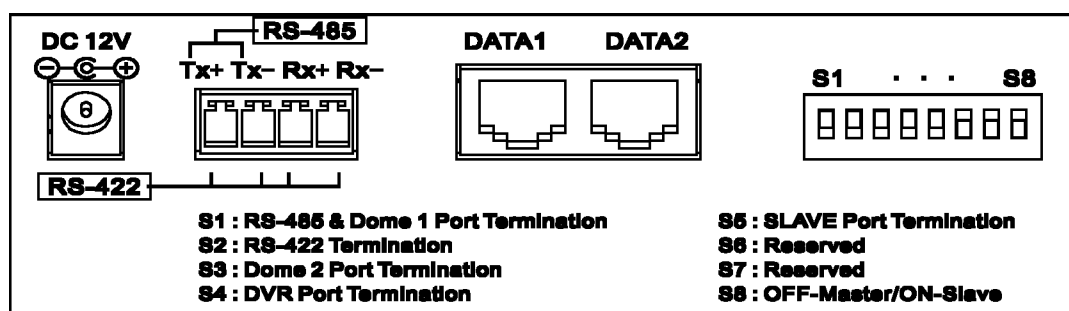 DC 12V
RS-485
Tx+ Tx− Rx+ Rx−
RS-422
DATA1 DATA2
S1 · · · S8
S1 : RS-485 & Dome 1 Port Termination
S2 : RS-422 Termination
S3 : Dome 2 Port Termination
S4 : DVR Port Termination
S5 : SLAVE Port Termination
S6 : Reserved
S7 : Reserved
S8 : OFF-Master/ON-Slave